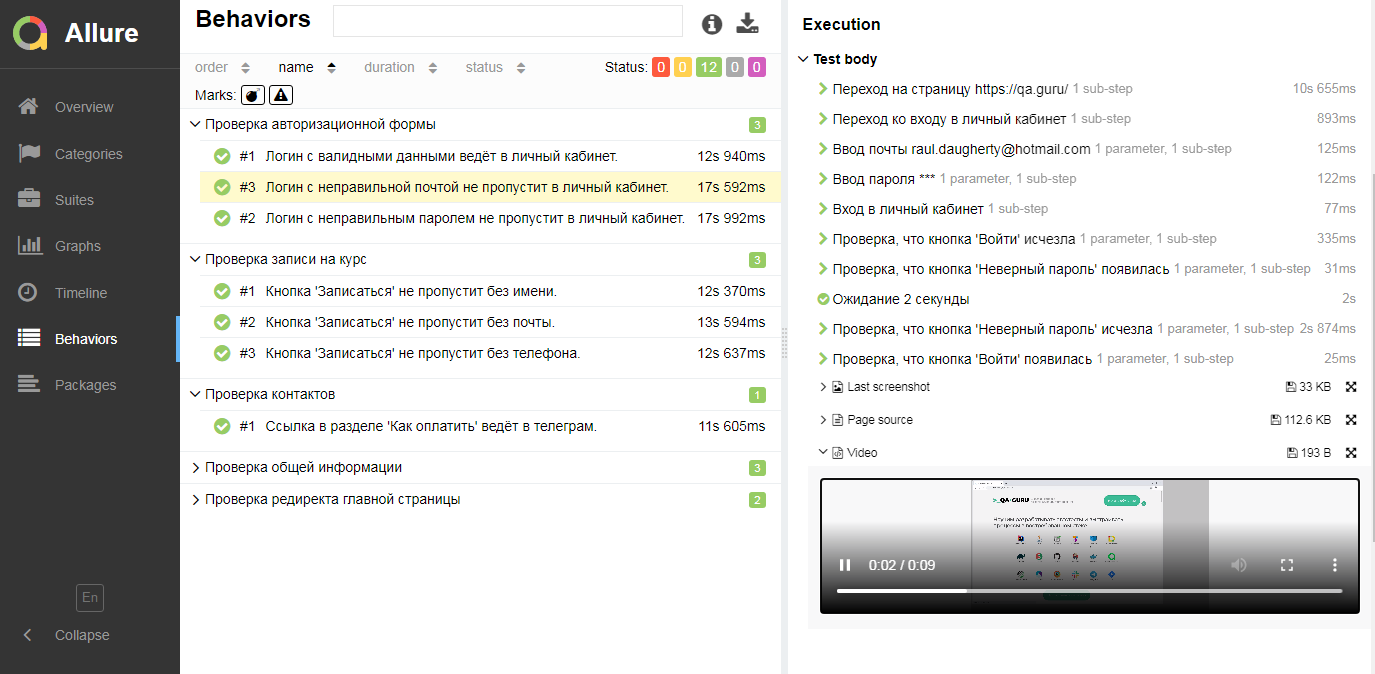 Allure
Overview
Categories
Suites
Graphs
Timeline
Behaviors
Packages
En
Collapse
Behaviors
order name duration status Status: 0 0 12 0 0
Marks:
Проверка авторизационной формы 3
#1 Логин с валидными данными ведёт в личный кабинет. 12s 940ms
#3 Логин с неправильной почтой не пропустит в личный кабинет. 17s 592ms
#2 Логин с неправильным паролем не пропустит в личный кабинет. 17s 992ms
Проверка записи на курс 3
#1 Кнопка 'Записаться' не пропустит без имени. 12s 370ms
#2 Кнопка 'Записаться' не пропустит без почты. 13s 594ms
#3 Кнопка 'Записаться' не пропустит без телефона. 12s 637ms
Проверка контактов 1
#1 Ссылка в разделе 'Как оплатить' ведёт в телеграм. 11s 605ms
Проверка общей информации 3
Проверка редиректа главной страницы 2
Execution
Test body
Переход на страницу https://qa.guru/ 1 sub-step 10s 655ms
Переход ко входу в личный кабинет 1 sub-step 893ms
Ввод почты raul.daugherty@hotmail.com 1 parameter, 1 sub-step 125ms
Ввод пароля *** 1 parameter, 1 sub-step 122ms
Вход в личный кабинет 1 sub-step 77ms
Проверка, что кнопка 'Войти' исчезла 1 parameter, 1 sub-step 335ms
Проверка, что кнопка 'Неверный пароль' появилась 1 parameter, 1 sub-step 31ms
Ожидание 2 секунды 2s
Проверка, что кнопка 'Неверный пароль' исчезла 1 parameter, 1 sub-step 2s 874ms
Проверка, что кнопка 'Войти' появилась 1 parameter, 1 sub-step 25ms
Last screenshot 33 KB
Page source 112.6 KB
Video 193 B
QA·GURU
0:02 / 0:09